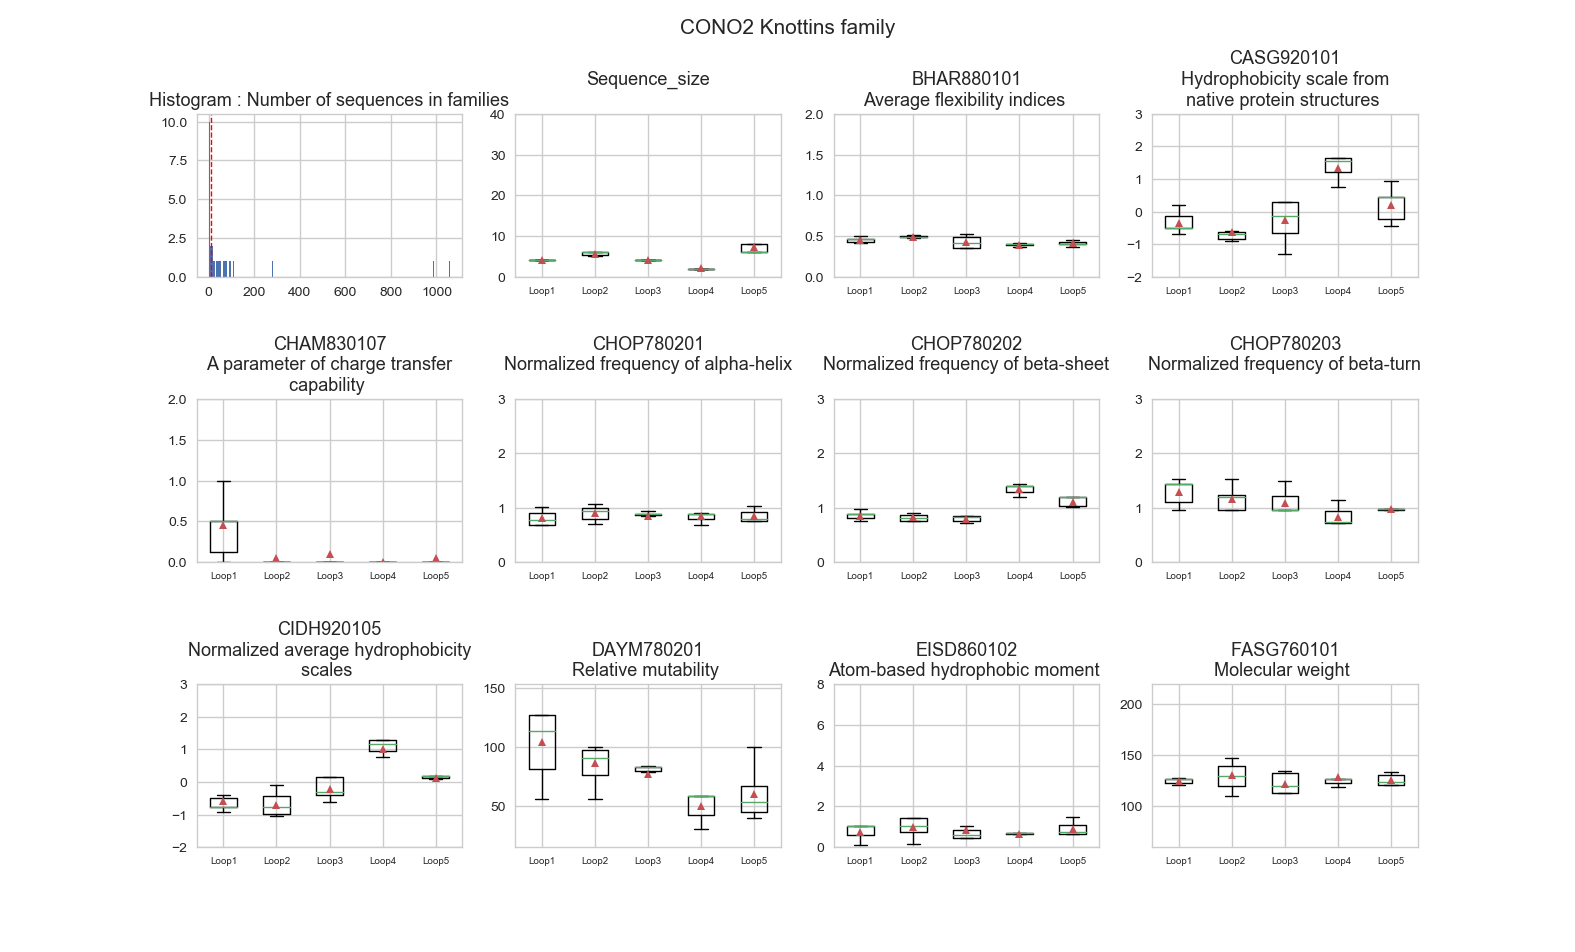 CONO2 Knottins family
Histogram : Number of sequences in families
10.0
7.5
5.0
2.5
0.0
0 200 400 600 800 1000
Sequence_size
40
30
20
10
0
Loop1 Loop2 Loop3 Loop4 Loop5
BHAR880101
Average flexibility indices
2.0
1.5
1.0
0.5
0.0
Loop1 Loop2 Loop3 Loop4 Loop5
CASG920101
Hydrophobicity scale from
native protein structures
3
2
1
0
−1
−2
Loop1 Loop2 Loop3 Loop4 Loop5
CHAM830107
A parameter of charge transfer
capability
2.0
1.5
1.0
0.5
0.0
Loop1 Loop2 Loop3 Loop4 Loop5
CHOP780201
Normalized frequency of alpha-helix
3
2
1
0
Loop1 Loop2 Loop3 Loop4 Loop5
CHOP780202
Normalized frequency of beta-sheet
3
2
1
0
Loop1 Loop2 Loop3 Loop4 Loop5
CHOP780203
Normalized frequency of beta-turn
3
2
1
0
Loop1 Loop2 Loop3 Loop4 Loop5
CIDH920105
Normalized average hydrophobicity
scales
3
2
1
0
−1
−2
Loop1 Loop2 Loop3 Loop4 Loop5
DAYM780201
Relative mutability
150
100
50
Loop1 Loop2 Loop3 Loop4 Loop5
EISD860102
Atom-based hydrophobic moment
8
6
4
2
0
Loop1 Loop2 Loop3 Loop4 Loop5
FASG760101
Molecular weight
200
150
100
Loop1 Loop2 Loop3 Loop4 Loop5